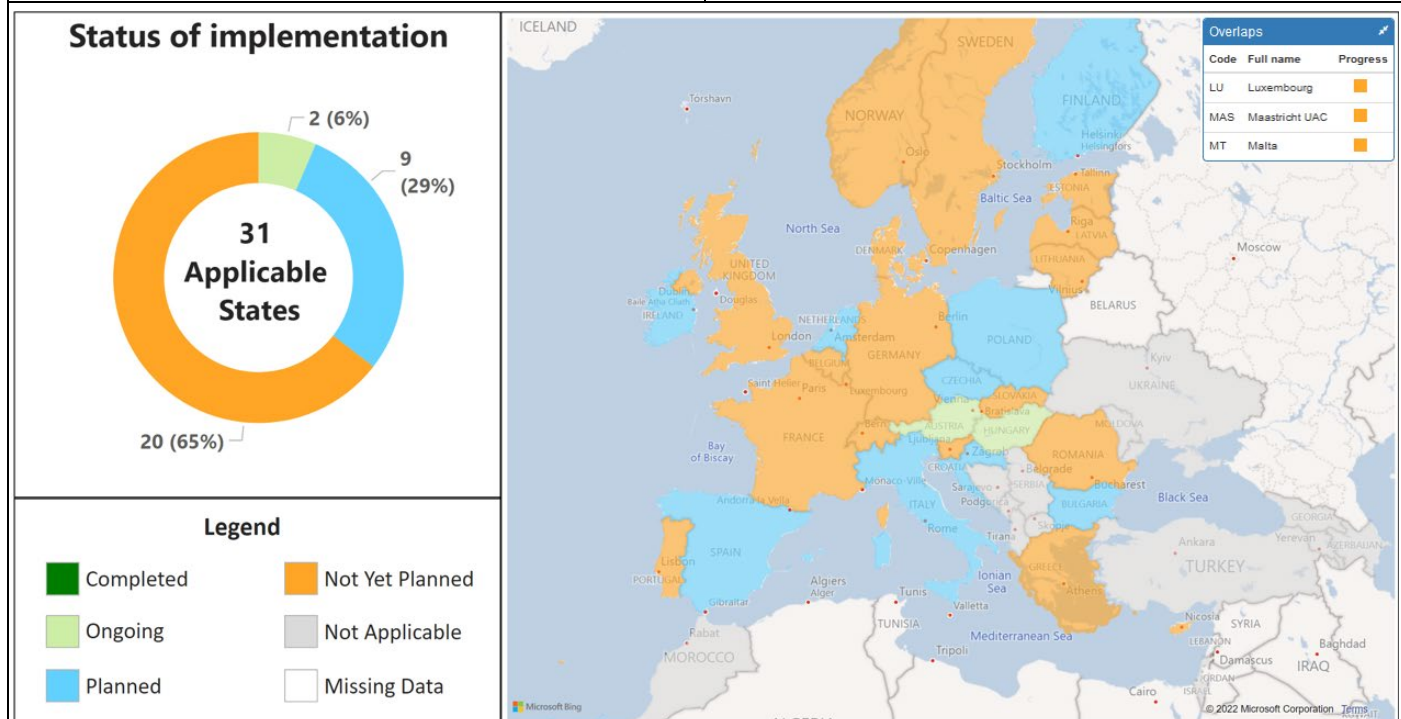 Status of implementation
2 (6%)
9
(29%)
31
Applicable
States
20 (65%)
Legend
Completed
Not Yet Planned
Ongoing
Not Applicable
Planned
Missing Data
Overlaps
Code Full name Progress
LU Luxembourg
MAS Maastricht UAC
MT Malta
ICELAND
SWEDEN
Tórshavn
FINLAND
NORWAY
Helsinki
Helsingfors
Oslo
Stockholm
Tallinn
ESTONIA
Baltic Sea
North Sea
Riga
LATVIA
Moscow
DENMARK
Copenhagen
LITHUANIA
UNITED
KINGDOM
Vilnius
Dublin
Baile Átha Cliath
Douglas
BELARUS
IRELAND
NETHERLANDS
Amsterdam
Berlin
London
POLAND
GERMANY
BELGIUM
Kyiv
Saint Helier
Paris
Luxembourg
CZECHIA
UKRAINE
SLOVAKIA
Vienna
Bratislava
AUSTRIA
HUNGARY
MOLDOVA
Bern
FRANCE
Ljubljana
Zagreb
ROMANIA
Bay
of Biscay
CROATIA
Belgrade
Bucharest
Monaco-Ville
Sarajevo
SERBIA
Black Sea
Andorra la Vella
Podgorica
BULGARIA
ITALY
Skopje
GEORGIA
Rome
Tirana
Ankara
Yerevan
AZERBAIJAN
Lisbon
SPAIN
TURKEY
PORTUGAL
GREECE
Ionian
Sea
Athens
Algiers
Alger
Tunis
Gibraltar
Valletta
Nicosia
Rabat
TUNISIA
SYRIA
Mediterranean Sea
LEBANON
Baghdad
MOROCCO
Tripoli
Damascus
IRAQ
JORDAN
ISRAEL
Cairo
Microsoft Bing
© 2022 Microsoft Corporation Terms